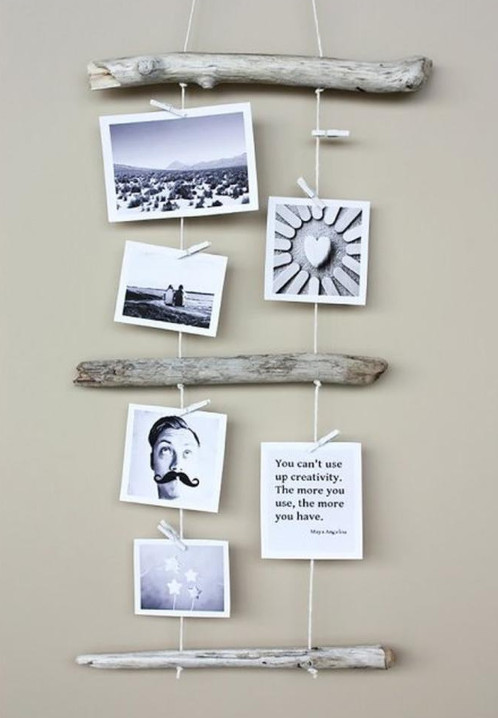 You can't use
up creativity.
The more you
use, the more
you have.
Maya Angelou